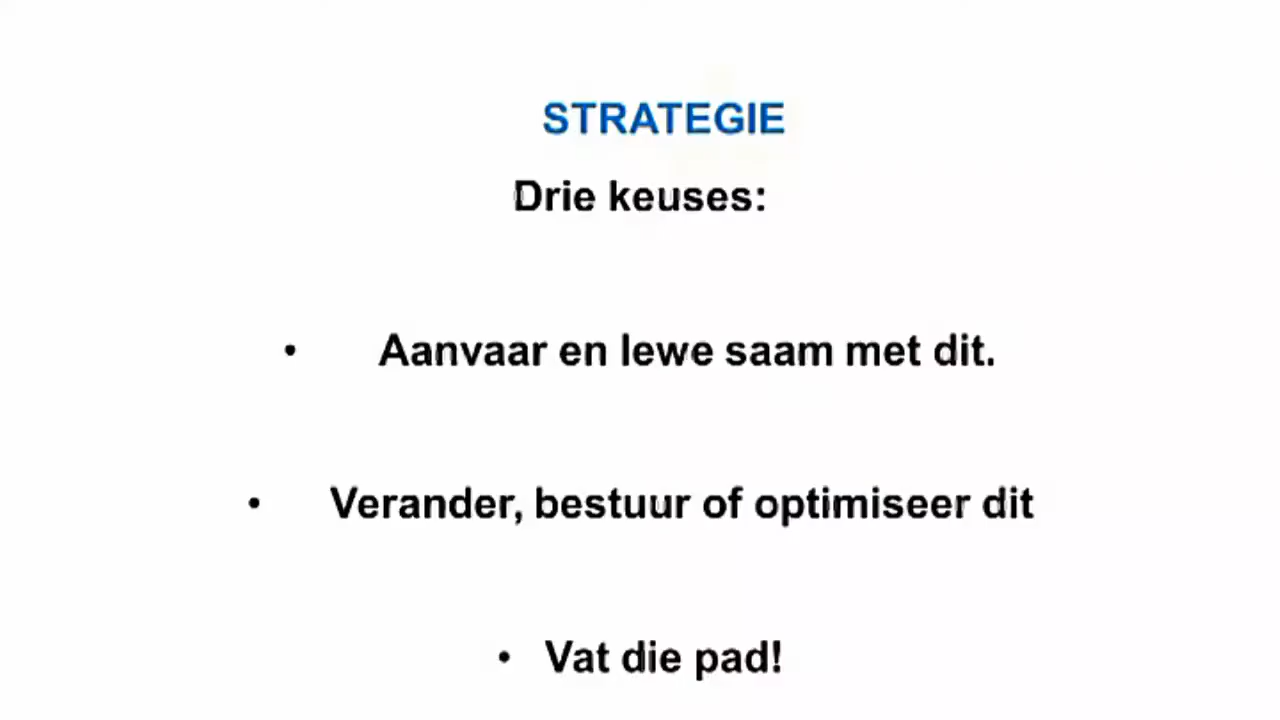 STRATEGIE
Drie keuses:
• Aanvaar en lewe saam met dit.
• Verander, bestuur of optimiseer dit
• Vat die pad!